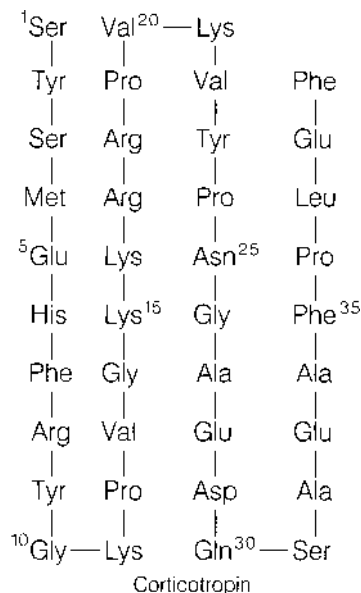 ¹Ser Val²⁰ — Lys
Tyr Pro Val Phe
Ser Arg Tyr Glu
Met Arg Pro Leu
⁵Glu Lys Asn²⁵ Pro
His Lys¹⁵ Gly Phe³⁵
Phe Gly Ala Ala
Arg Val Glu Glu
Tyr Pro Asp Ala
¹⁰Gly — Lys Gln³⁰ — Ser
Corticotropin